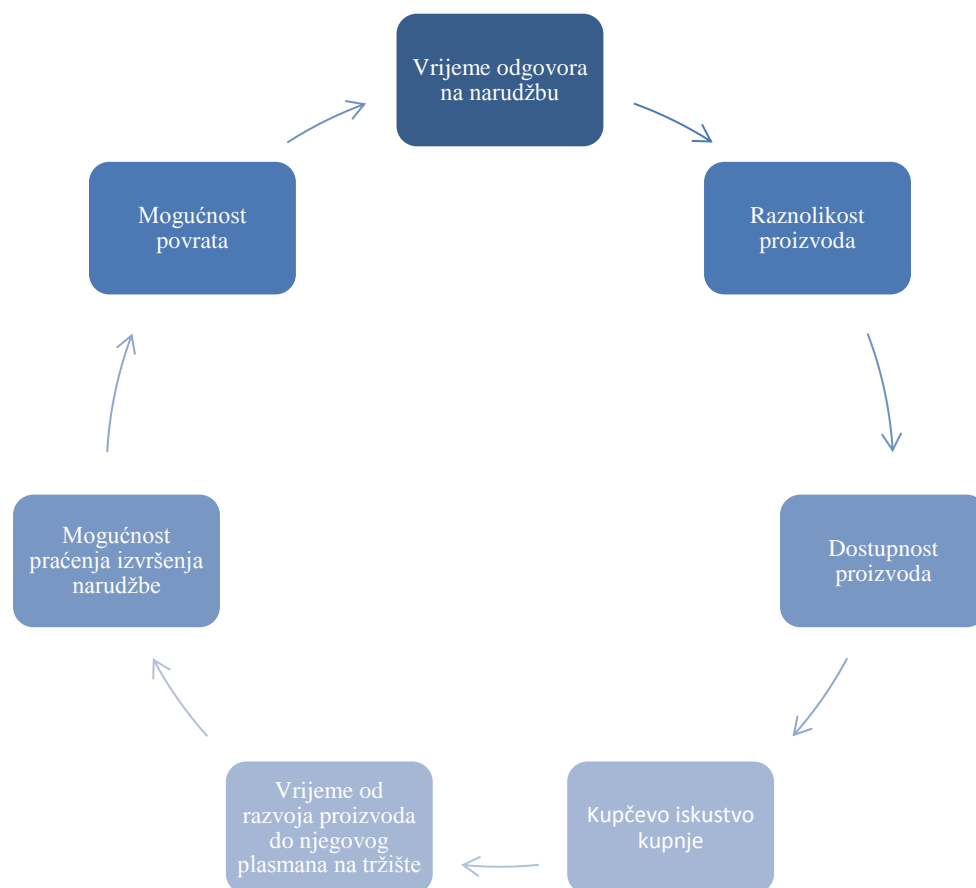 Vrijeme odgovora
na narudžbu
Raznolikost
proizvoda
Dostupnost
proizvoda
Kupčevo iskustvo
kupnje
Vrijeme od
razvoja proizvoda
do njegovog
plasmana na tržište
Mogućnost
praćenja izvršenja
narudžbe
Mogućnost
povrata